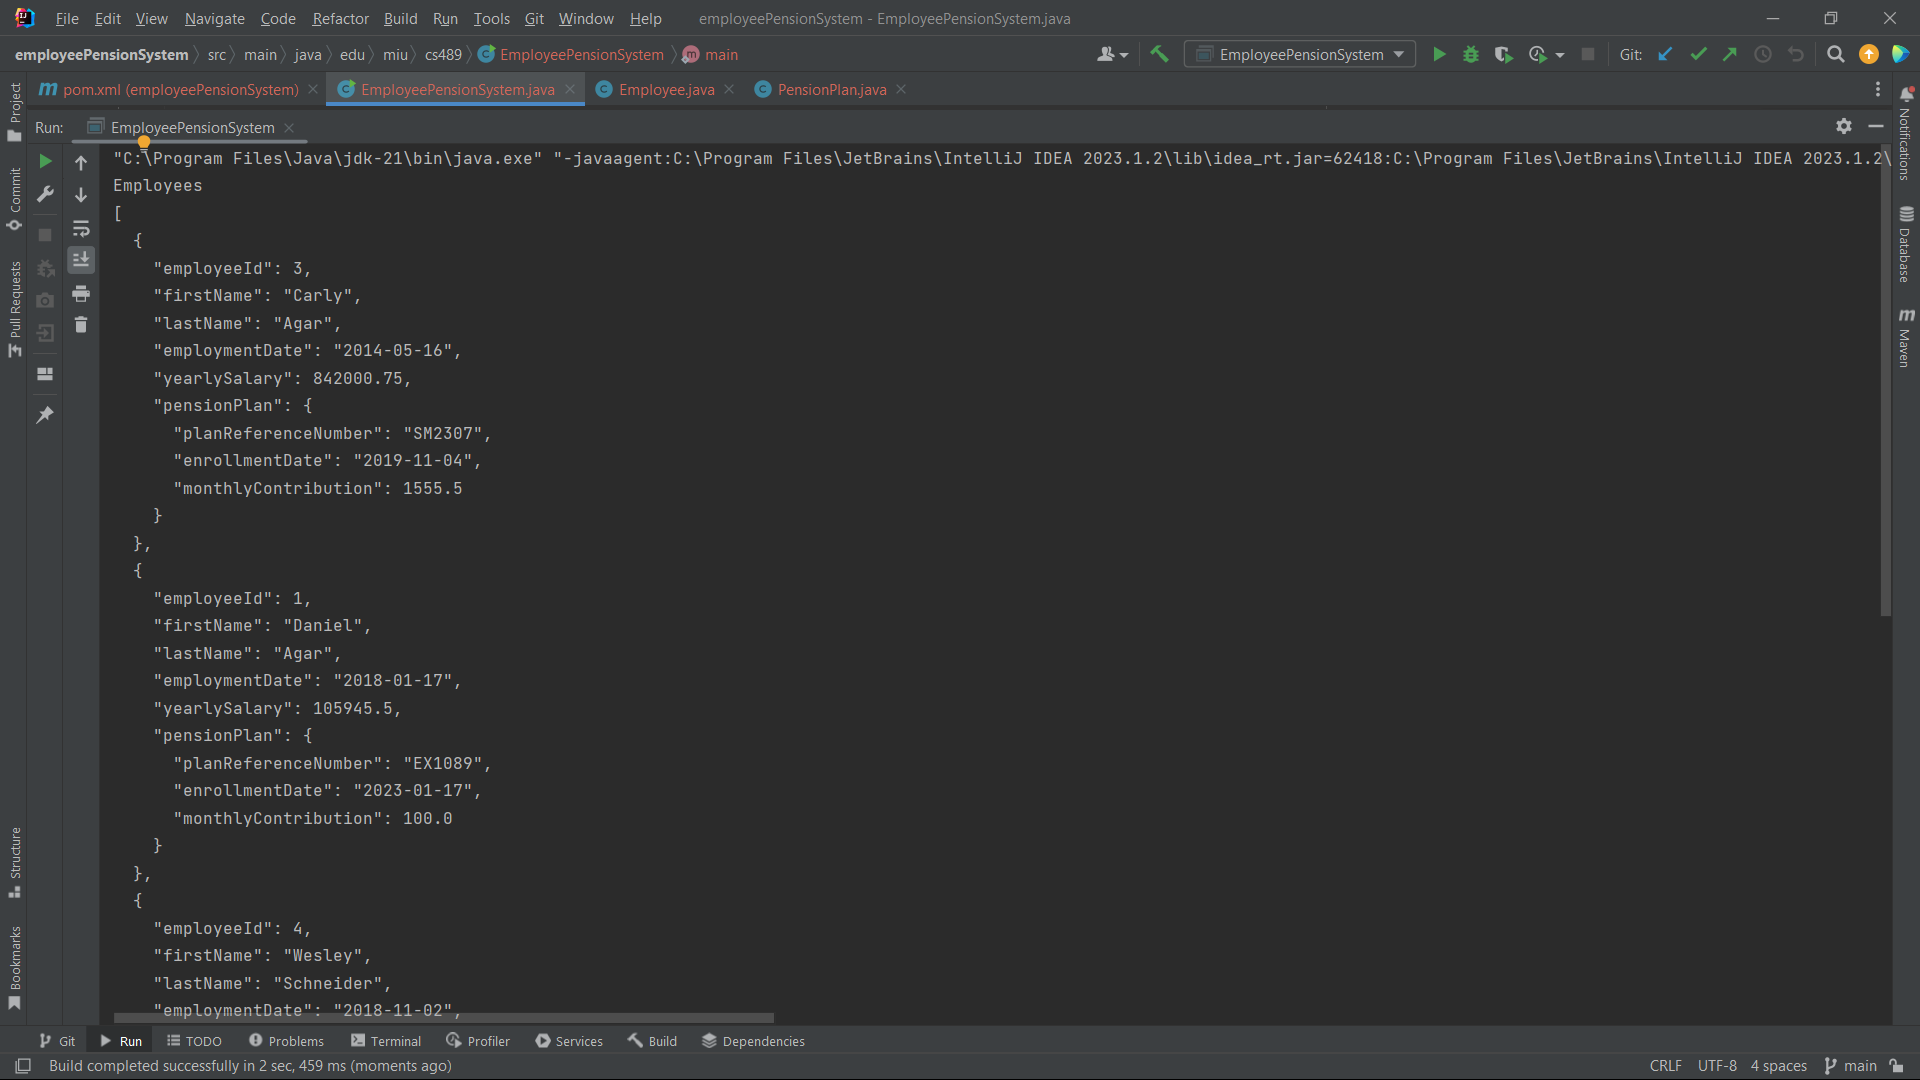 File Edit View Navigate Code Refactor Build Run Tools Git Window Help employeePensionSystem - EmployeePensionSystem.java
employeePensionSystem src main java edu miu cs489 EmployeePensionSystem main EmployeePensionSystem Git:
pom.xml (employeePensionSystem) EmployeePensionSystem.java Employee.java PensionPlan.java
Run: EmployeePensionSystem
"C:\Program Files\Java\jdk-21\bin\java.exe" "-javaagent:C:\Program Files\JetBrains\IntelliJ IDEA 2023.1.2\lib\idea_rt.jar=62418:C:\Program Files\JetBrains\IntelliJ IDEA 2023.1.2\
Employees
[
{
"employeeId": 3,
"firstName": "Carly",
"lastName": "Agar",
"employmentDate": "2014-05-16",
"yearlySalary": 842000.75,
"pensionPlan": {
"planReferenceNumber": "SM2307",
"enrollmentDate": "2019-11-04",
"monthlyContribution": 1555.5
}
},
{
"employeeId": 1,
"firstName": "Daniel",
"lastName": "Agar",
"employmentDate": "2018-01-17",
"yearlySalary": 105945.5,
"pensionPlan": {
"planReferenceNumber": "EX1089",
"enrollmentDate": "2023-01-17",
"monthlyContribution": 100.0
}
},
{
"employeeId": 4,
"firstName": "Wesley",
"lastName": "Schneider",
"employmentDate": "2018-11-02",
Project
Commit
Pull Requests
Structure
Bookmarks
Notifications
Database
Maven
Git Run TODO Problems Terminal Profiler Services Build Dependencies
Build completed successfully in 2 sec, 459 ms (moments ago) CRLF UTF-8 4 spaces main